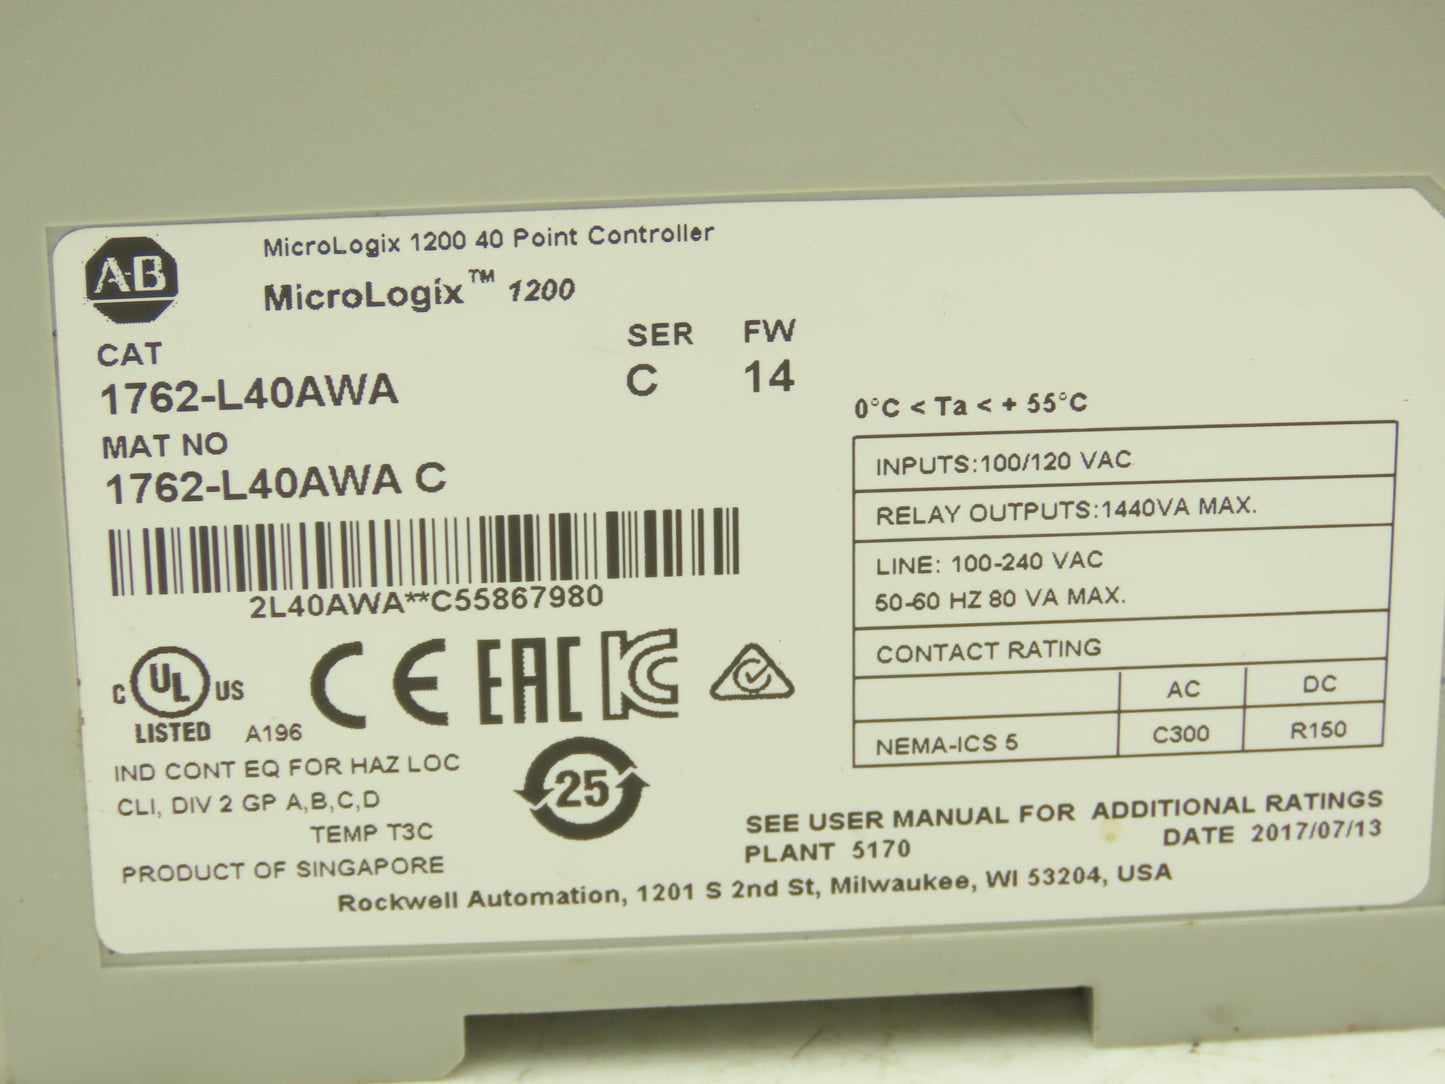 AB
MicroLogix 1200 40 Point Controller
MicroLogix™ 1200
CAT
1762-L40AWA
SER FW
C 14
MAT NO
1762-L40AWA C
2L40AWA**C55867980
C UL US
LISTED A196
CE EAC KC
IND CONT EQ FOR HAZ LOC
CLI, DIV 2 GP A,B,C,D
TEMP T3C
PRODUCT OF SINGAPORE
25
0°C < Ta < + 55°C
INPUTS:100/120 VAC
RELAY OUTPUTS:1440VA MAX.
LINE: 100-240 VAC
50-60 HZ 80 VA MAX.
CONTACT RATING
AC DC
NEMA-ICS 5 C300 R150
SEE USER MANUAL FOR ADDITIONAL RATINGS
PLANT 5170 DATE 2017/07/13
Rockwell Automation, 1201 S 2nd St, Milwaukee, WI 53204, USA